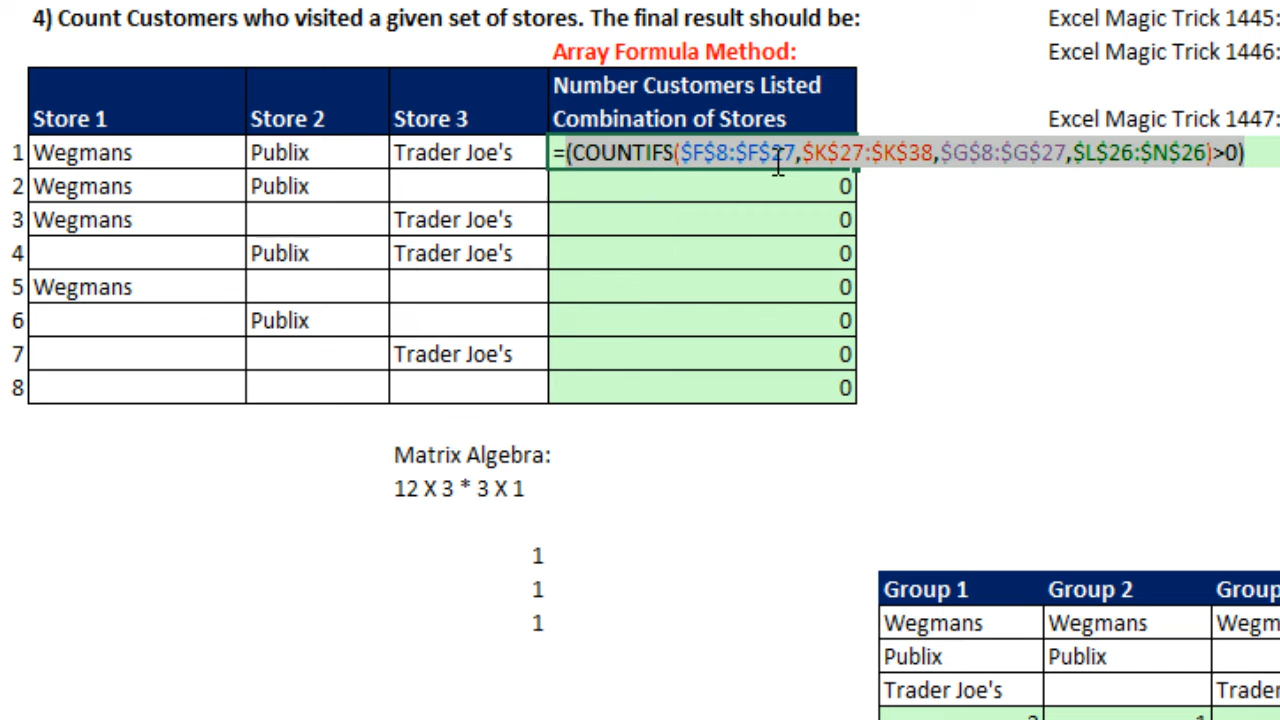 4) Count Customers who visited a given set of stores. The final result should be:
Excel Magic Trick 1445:
Array Formula Method:
Excel Magic Trick 1446:
Store 1 Store 2 Store 3 Number Customers Listed Combination of Stores
Excel Magic Trick 1447:
1 Wegmans Publix Trader Joe's =(COUNTIFS($F$8:$F$27,$K$27:$K$38,$G$8:$G$27,$L$26:$N$26)>0)
2 Wegmans Publix 0
3 Wegmans Trader Joe's 0
4 Publix Trader Joe's 0
5 Wegmans 0
6 Publix 0
7 Trader Joe's 0
8 0
Matrix Algebra:
12 X 3 * 3 X 1
1
1
1
Group 1 Group 2 Group
Wegmans Wegmans Wegm
Publix Publix
Trader Joe's Trader